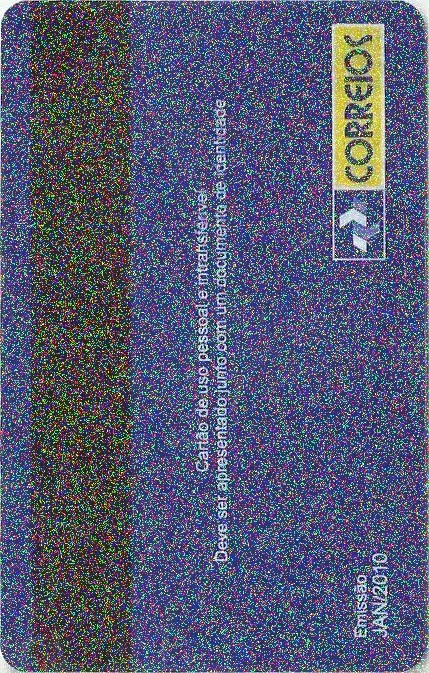 CORREIOS
Cartão de uso pessoal e intransferível
Deve ser apresentado junto com um documento de identidade
Emissão
JAN/2010